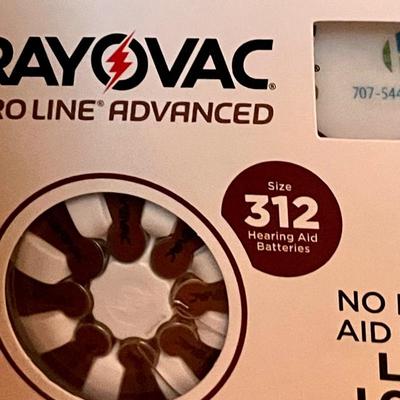 RAYOVAC®
RO LINE® ADVANCED
707-544
Size
312
Hearing Aid
Batteries
NO
AID
L